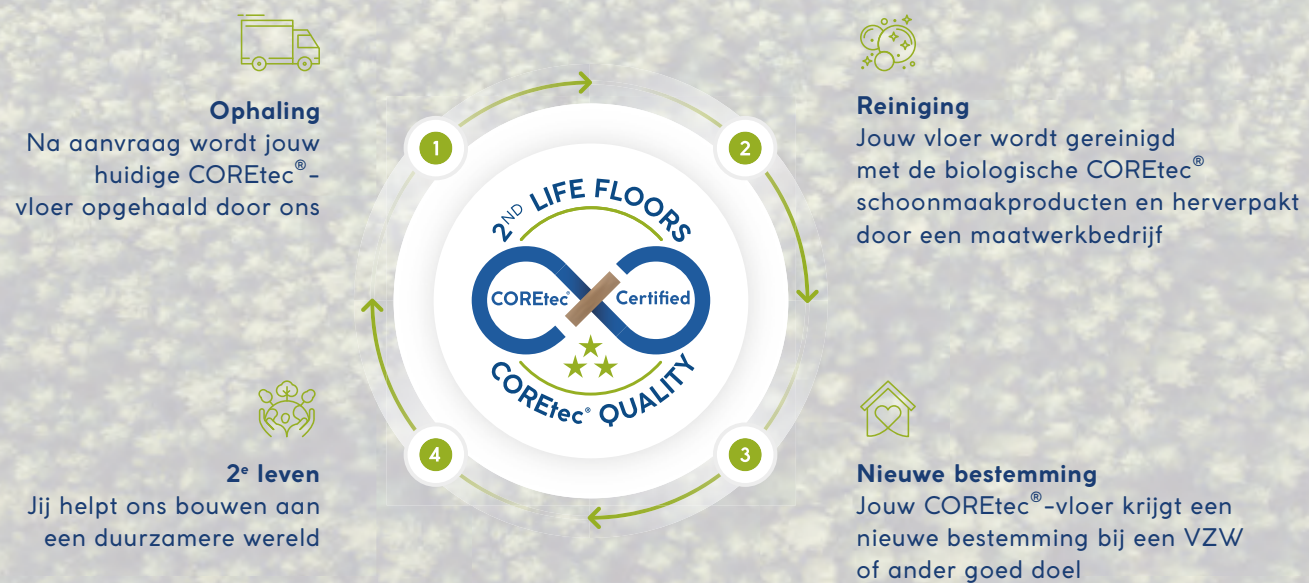 Ophaling
Na aanvraag wordt jouw
huidige COREtec®-
vloer opgehaald door ons
1
2
Reiniging
Jouw vloer wordt gereinigd
met de biologische COREtec®
schoonmaakproducten en herverpakt
door een maatwerkbedrijf
2ND LIFE FLOORS
COREtec®
Certified
COREtec® QUALITY
3
Nieuwe bestemming
Jouw COREtec®-vloer krijgt een
nieuwe bestemming bij een VZW
of ander goed doel
4
2e leven
Jij helpt ons bouwen aan
een duurzamere wereld